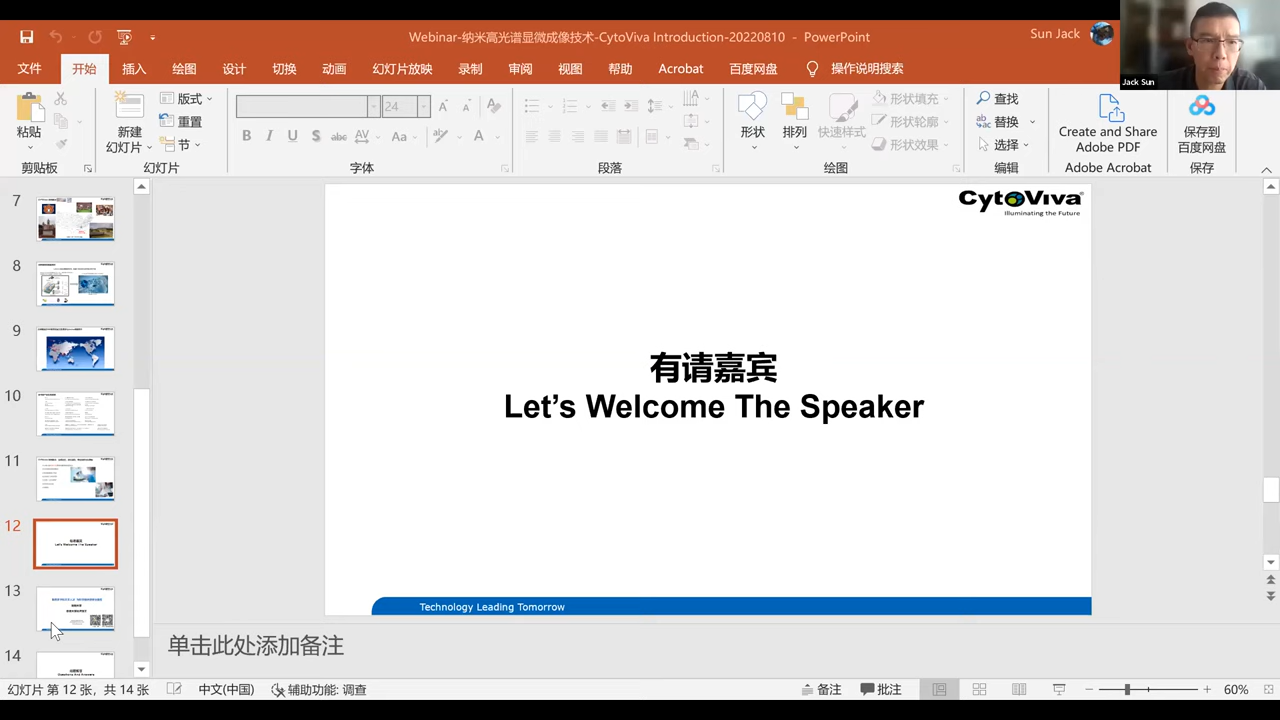 Webinar-纳米高光谱显微成像技术-CytoViva Introduction-20220810 - PowerPoint
Sun Jack
Jack Sun
文件 开始 插入 绘图 设计 切换 动画 幻灯片放映 录制 审阅 视图 帮助 Acrobat 百度网盘 操作说明搜索
粘贴
剪贴板
新建
幻灯片
版式
重置
节
幻灯片
24
B I U S abc AV Aa A
字体
段落
形状
排列
快速样式
形状填充
形状轮廓
形状效果
绘图
查找
替换
选择
编辑
Create and Share
Adobe PDF
Adobe Acrobat
保存到
百度网盘
保存
7
8
9
10
11
12
13
14
CytoViva
Illuminating the Future
有请嘉宾
Let's Welcome The Speaker
Technology Leading Tomorrow
单击此处添加备注
幻灯片 第 12 张，共 14 张 中文(中国) 辅助功能: 调查 备注 批注 60%